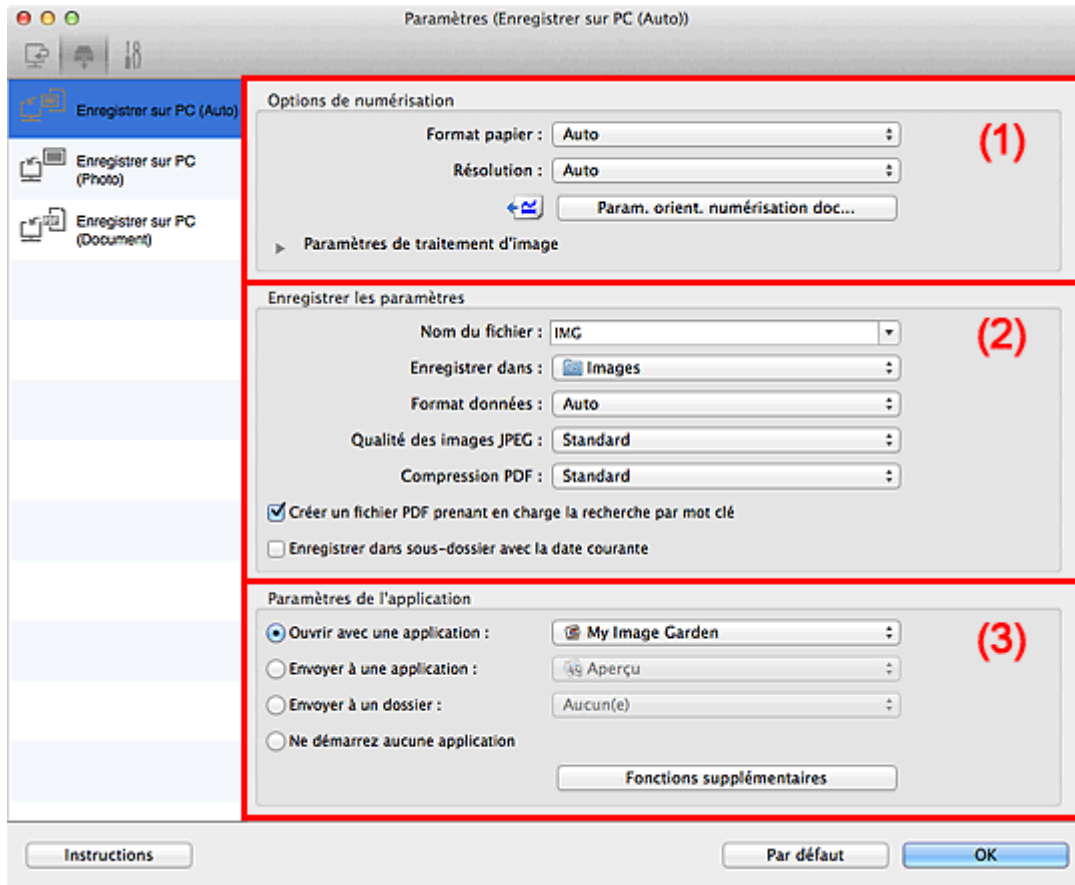 Paramètres (Enregistrer sur PC (Auto))
Enregistrer sur PC (Auto)
Enregistrer sur PC
(Photo)
Enregistrer sur PC
(Document)
Options de numérisation
(1)
Format papier : Auto
Résolution : Auto
Param. orient. numérisation doc...
Paramètres de traitement d'image
Enregistrer les paramètres
(2)
Nom du fichier : IMG
Enregistrer dans : Images
Format données : Auto
Qualité des images JPEG : Standard
Compression PDF : Standard
Créer un fichier PDF prenant en charge la recherche par mot clé
Enregistrer dans sous-dossier avec la date courante
Paramètres de l'application
(3)
Ouvrir avec une application : My Image Garden
Envoyer à une application : Aperçu
Envoyer à un dossier : Aucun(e)
Ne démarrez aucune application
Fonctions supplémentaires
Instructions
Par défaut
OK